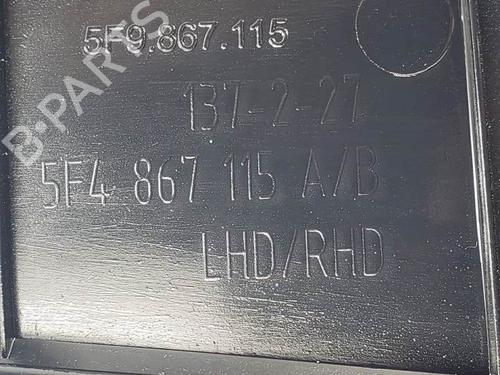 5F9.867.115
137-2-27
5F4 867 115 A/B
LHD/RHD
B-PARTS